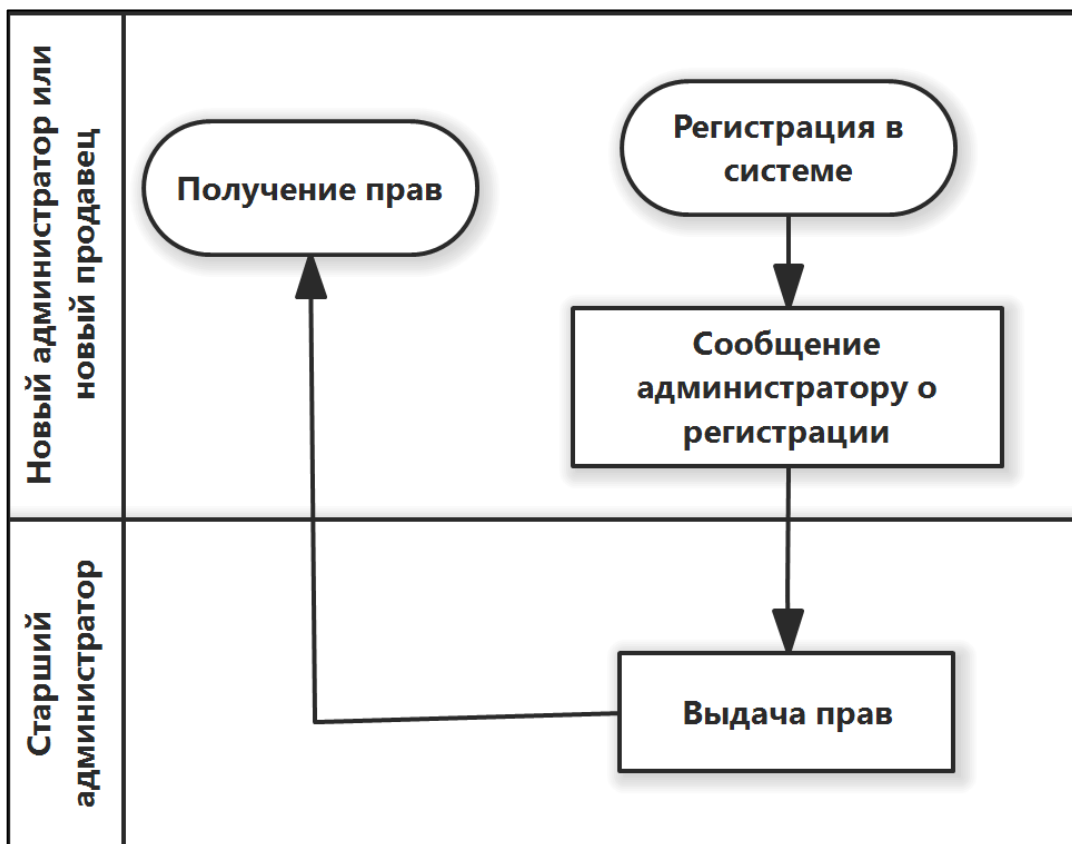 Новый администратор или
новый продавец
Получение прав
Регистрация в
системе
Сообщение
администратору о
регистрации
Старший
администратор
Выдача прав